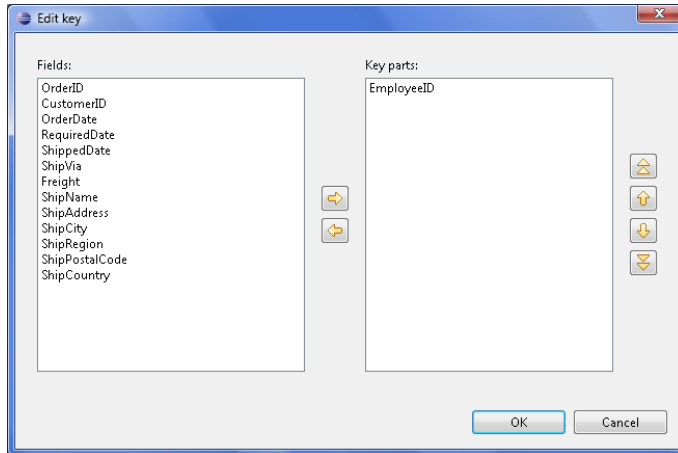 Edit key
Fields:
OrderID
CustomerID
OrderDate
RequiredDate
ShippedDate
ShipVia
Freight
ShipName
ShipAddress
ShipCity
ShipRegion
ShipPostalCode
ShipCountry
Key parts:
EmployeeID
OK
Cancel